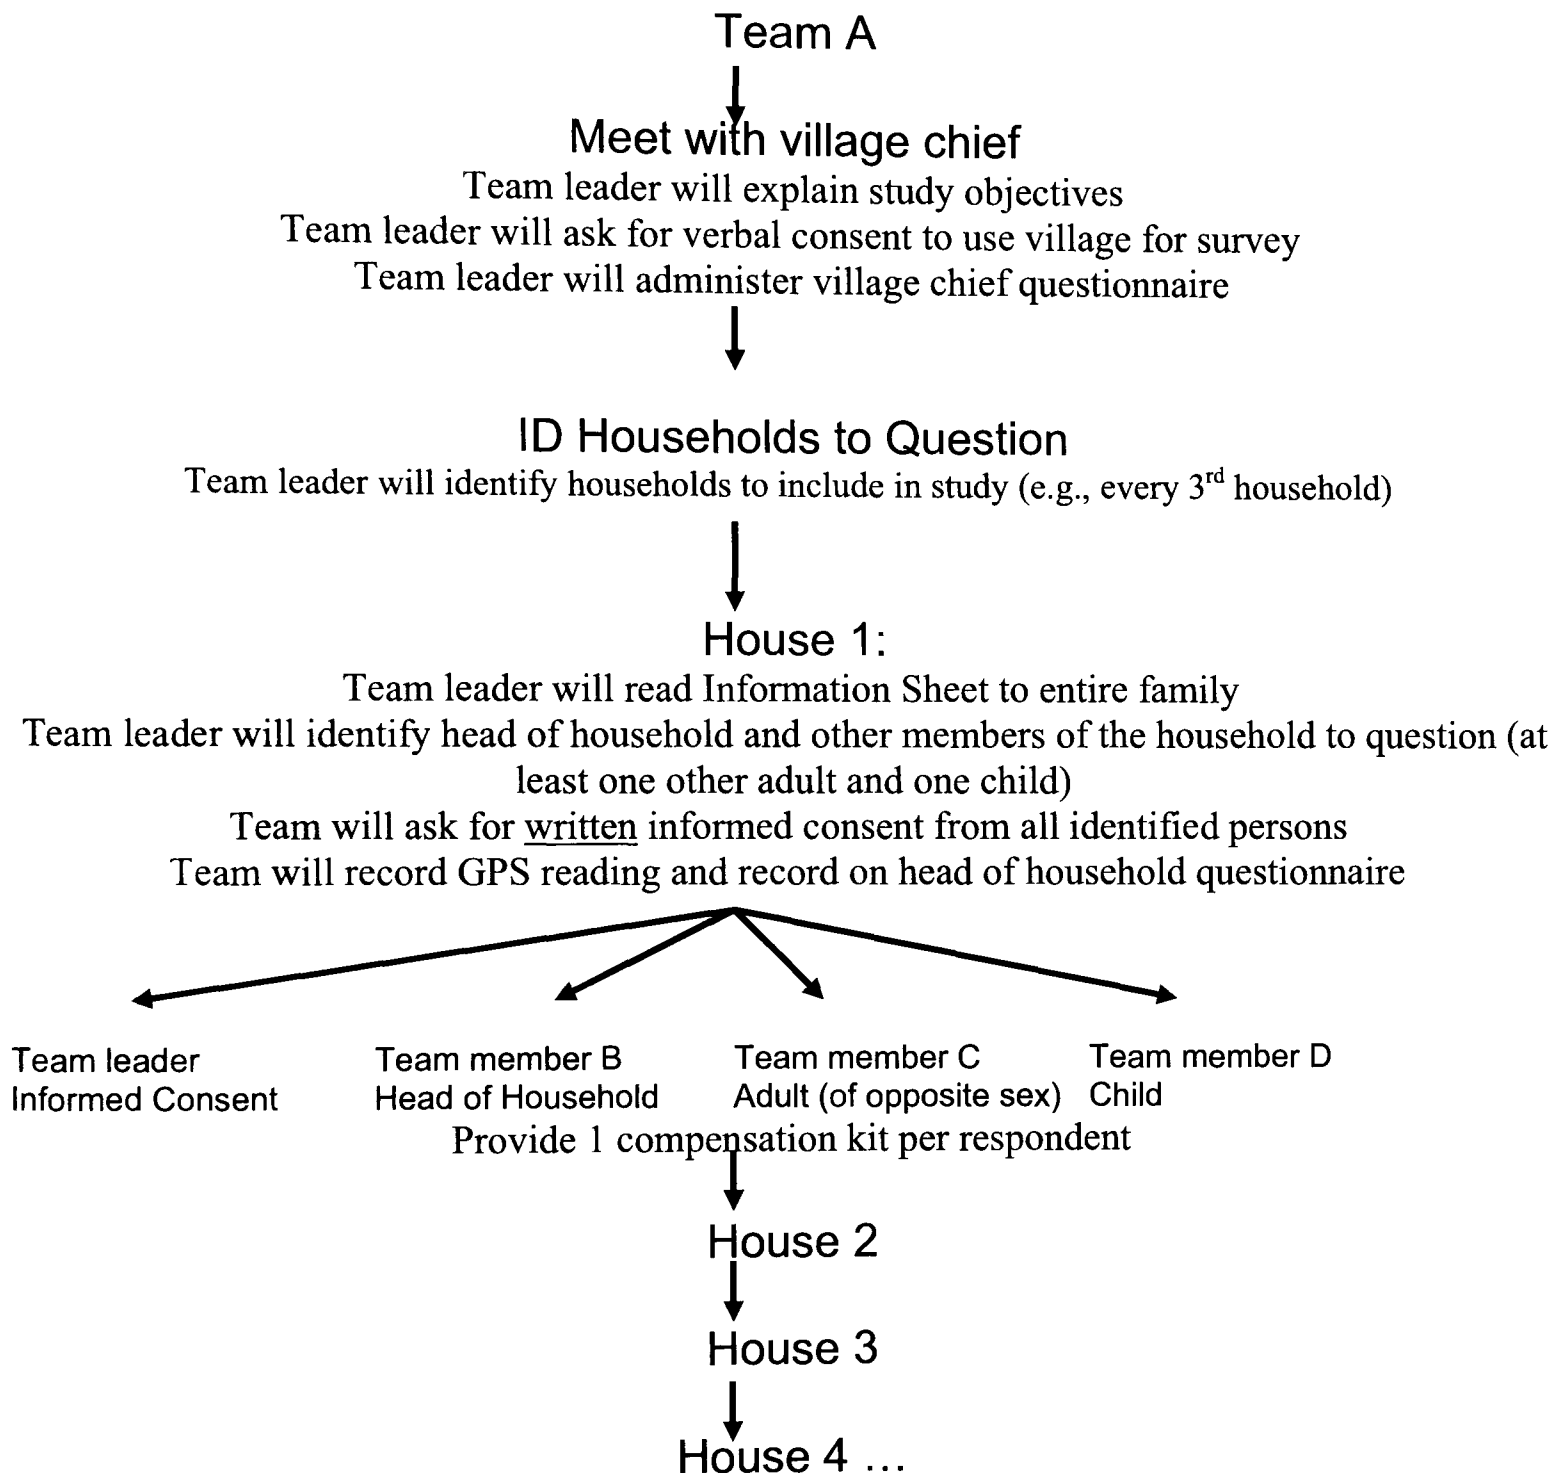 Team A
Meet with village chief
Team leader will explain study objectives
Team leader will ask for verbal consent to use village for survey
Team leader will administer village chief questionnaire
ID Households to Question
Team leader will identify households to include in study (e.g., every 3rd household)
House 1:
Team leader will read Information Sheet to entire family
Team leader will identify head of household and other members of the household to question (at
least one other adult and one child)
Team will ask for written informed consent from all identified persons
Team will record GPS reading and record on head of household questionnaire
Team leader
Informed Consent
Team member B
Head of Household
Team member C
Adult (of opposite sex)
Team member D
Child
Provide 1 compensation kit per respondent
House 2
House 3
House 4 ...